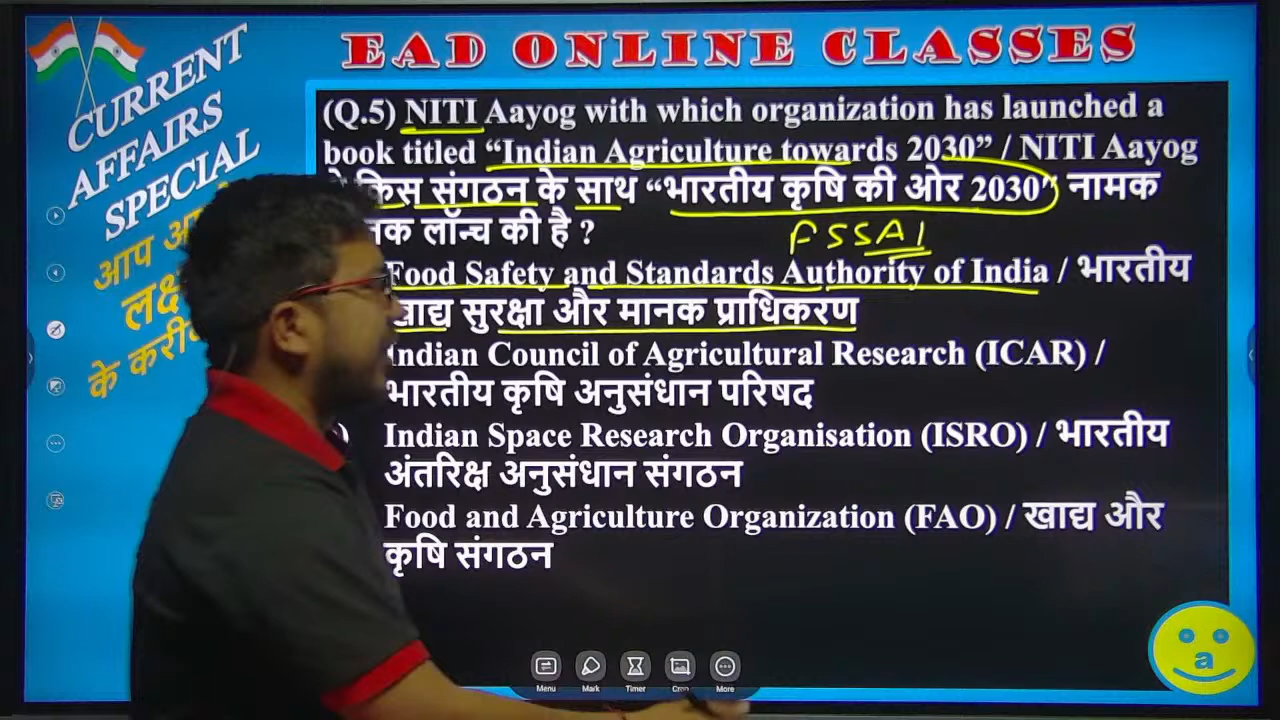 EAD ONLINE CLASSES
CURRENT
AFFAIRS
SPECIAL
आप
के
(Q.5) NITI Aayog with which organization has launched a
book titled “Indian Agriculture towards 2030” / NITI Aayog
किस संगठन के साथ “भारतीय कृषि की ओर 2030” नामक
लॉन्च की है ?
FSSAI
Food Safety and Standards Authority of India / भारतीय
खाद्य सुरक्षा और मानक प्राधिकरण
Indian Council of Agricultural Research (ICAR) /
भारतीय कृषि अनुसंधान परिषद
Indian Space Research Organisation (ISRO) / भारतीय
अंतरिक्ष अनुसंधान संगठन
Food and Agriculture Organization (FAO) / खाद्य और
कृषि संगठन
Menu Mark Timer Crop More
a